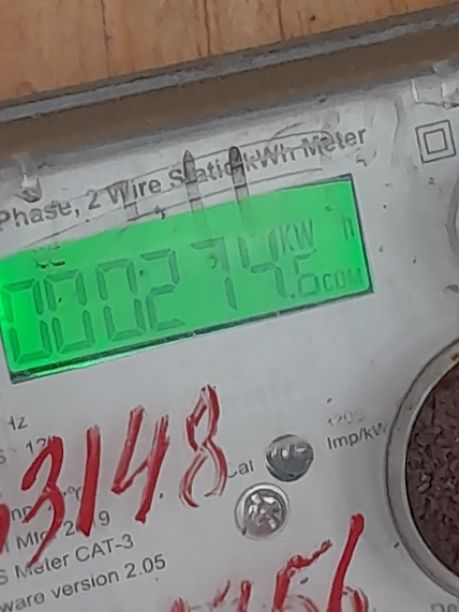 Phase, 2 Wire Static kWh Meter
KW h
000274.6 COM
Hz
3148
Cal
Imp/kW
S Meter CAT-3
ware version 2.05